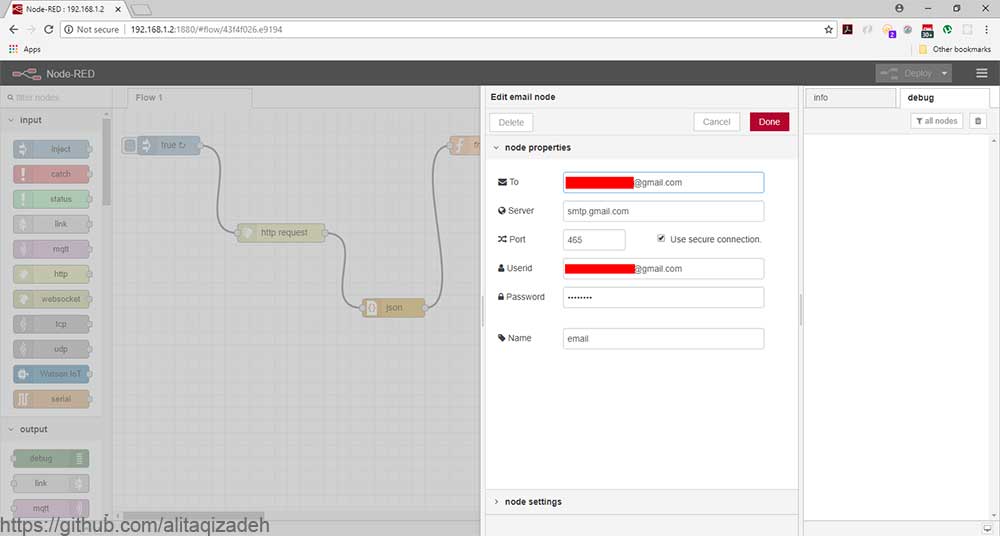 Node-RED : 192.168.1.2
Not secure
192.168.1.2:1880/#flow/43f4f026.e9194
2
30+
Apps
Other bookmarks
Node-RED
Deploy
filter nodes
Flow 1
Edit email node
info
debug
Delete
Cancel
Done
all nodes
input
inject
catch
status
link
mqtt
http
websocket
tcp
udp
Watson IoT
serial
output
debug
link
mqtt
true ↻
http request
json
node properties
To
@gmail.com
Server
smtp.gmail.com
Port
465
Use secure connection.
Userid
@gmail.com
Password
••••••••
Name
email
node settings
https://github.com/alitaqizadeh